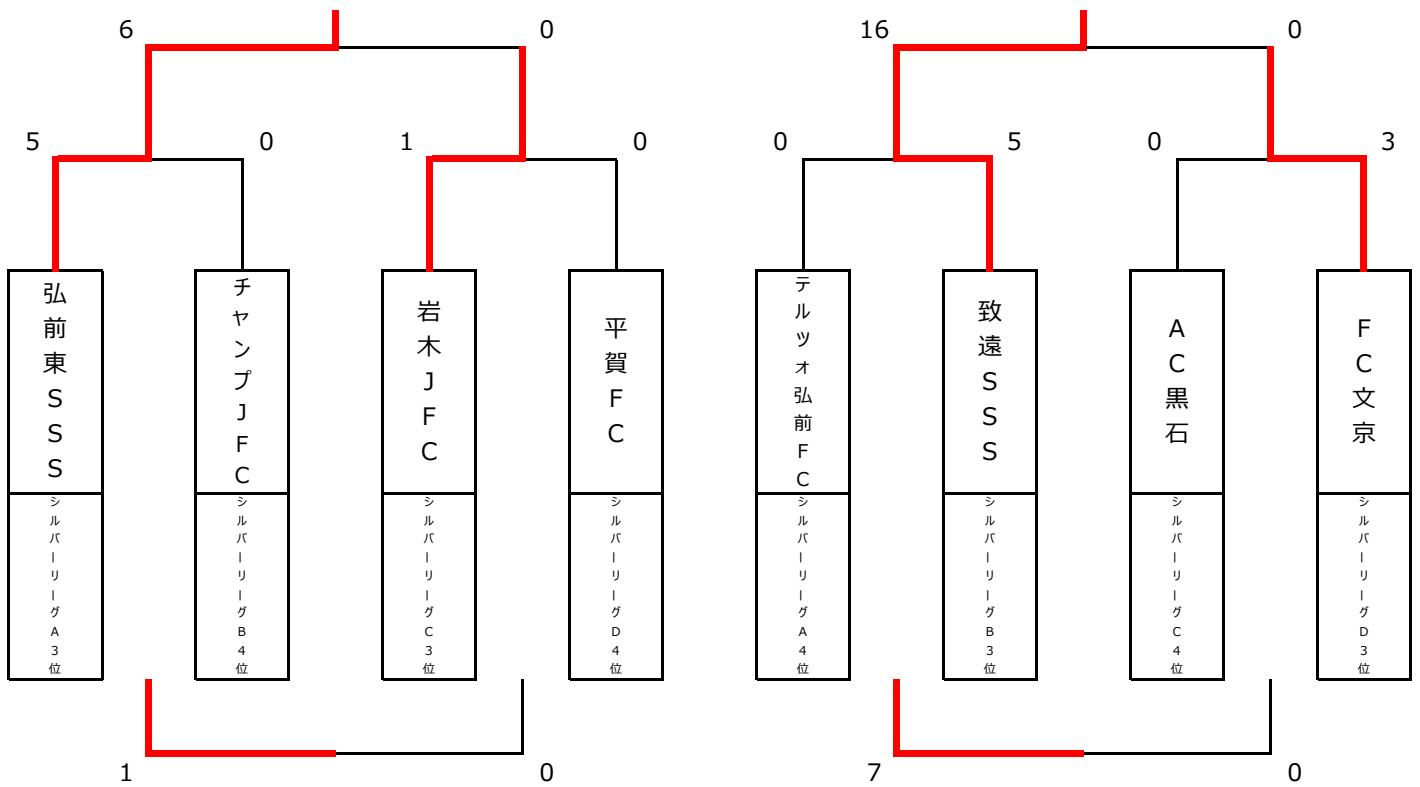 6 0 16 0
5 0 1 0 0 5 0 3
弘前東SSS
チャンプJFC
岩木JFC
平賀FC
テルツォ弘前FC
致遠SSS
AC黒石
FC文京
シルバーリーグA3位
シルバーリーグB4位
シルバーリーグC3位
シルバーリーグD4位
シルバーリーグA4位
シルバーリーグB3位
シルバーリーグC4位
シルバーリーグD3位
1 0 7 0